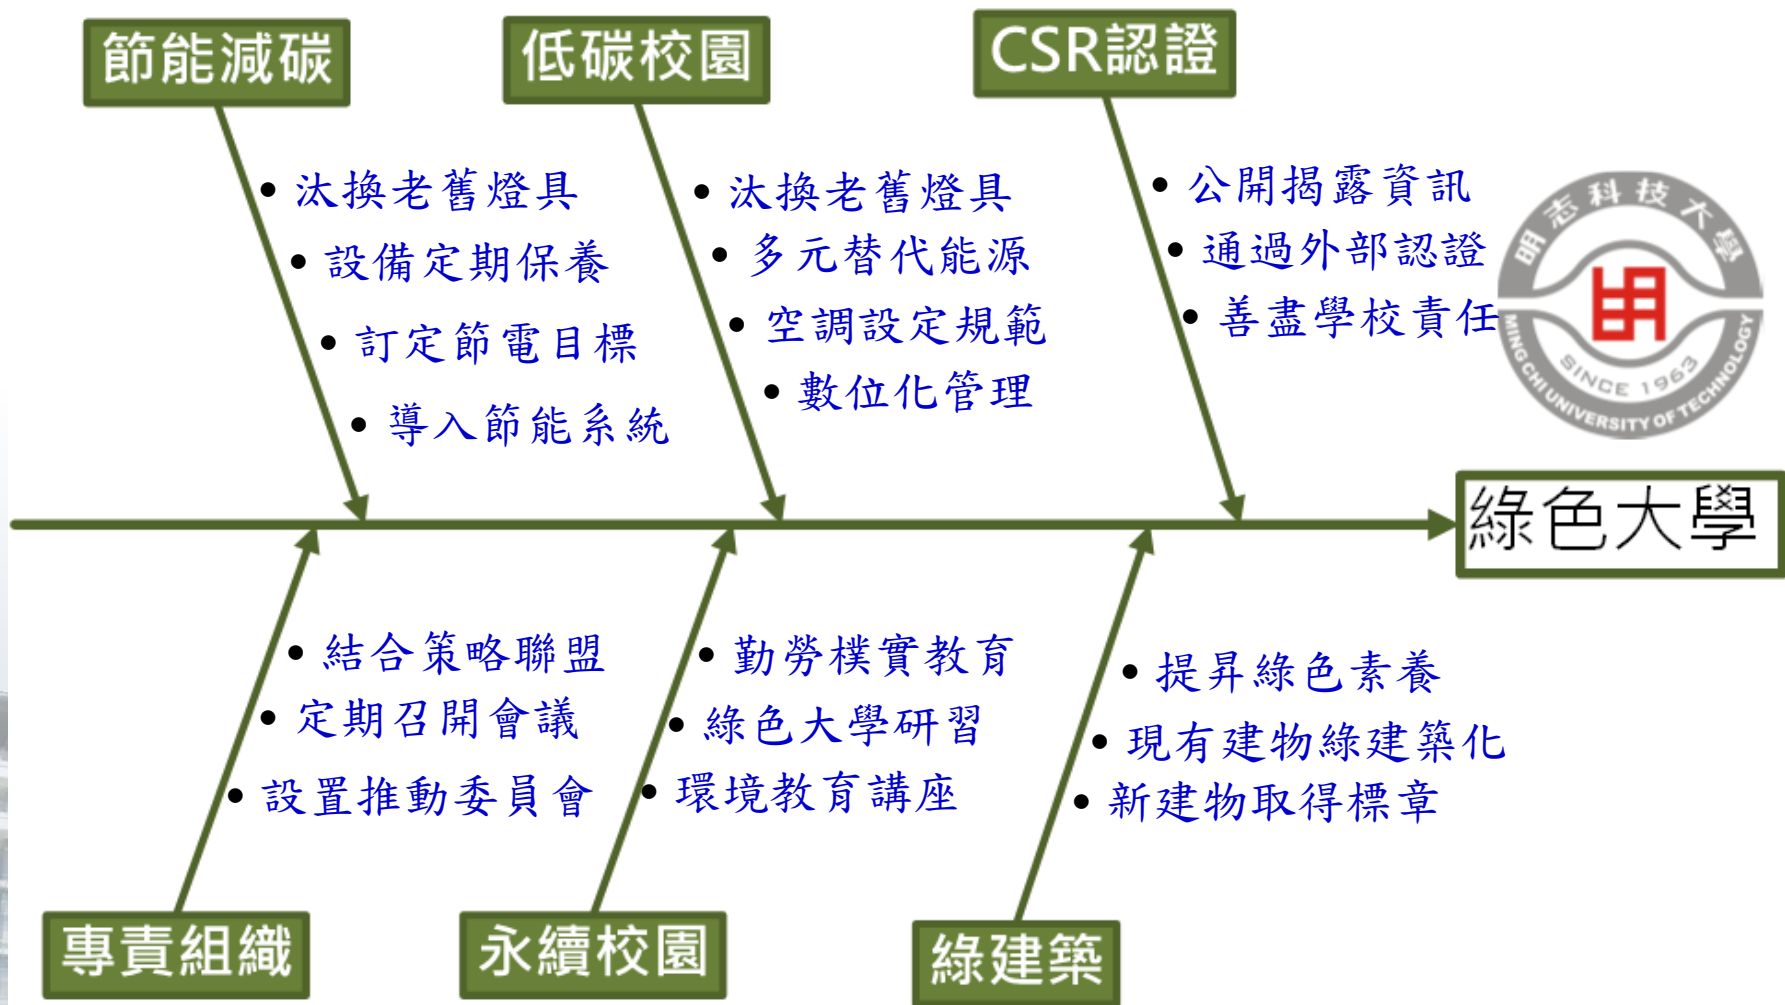 節能減碳
低碳校園
CSR認證
• 汰換老舊燈具
• 設備定期保養
• 訂定節電目標
• 導入節能系統
• 汰換老舊燈具
• 多元替代能源
• 空調設定規範
• 數位化管理
• 公開揭露資訊
• 通過外部認證
• 善盡學校責任
明志科技大學
明
SINCE 1963
MING CHI UNIVERSITY OF TECHNOLOGY
綠色大學
• 結合策略聯盟
• 定期召開會議
• 設置推動委員會
• 勤勞樸實教育
• 綠色大學研習
• 環境教育講座
• 提昇綠色素養
• 現有建物綠建築化
• 新建物取得標章
專責組織
永續校園
綠建築